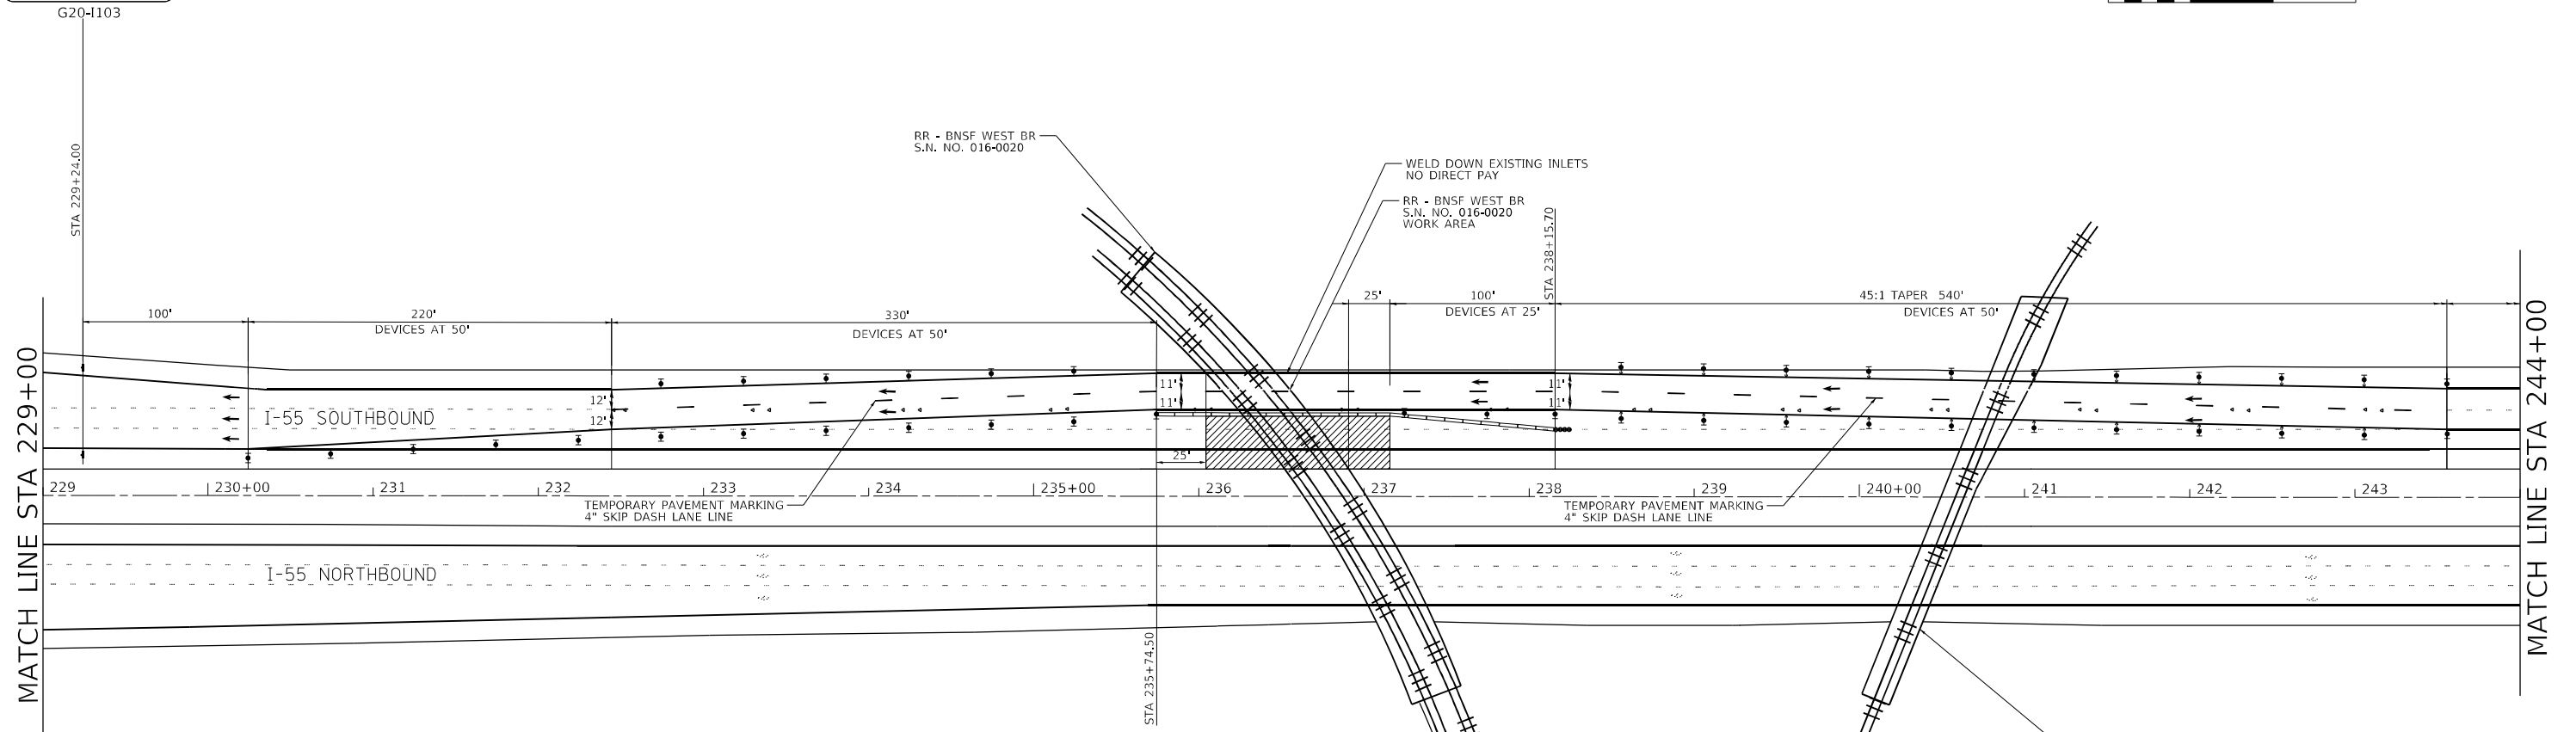 G20-I103
STA 229+24.00
RR - BNSF WEST BR
S.N. NO. 016-0020
WELD DOWN EXISTING INLETS
NO DIRECT PAY
RR - BNSF WEST BR
S.N. NO. 016-0020
WORK AREA
STA 238+15.70
100'
220'
DEVICES AT 50'
330'
DEVICES AT 50'
25'
100'
DEVICES AT 25'
45:1 TAPER 540'
DEVICES AT 50'
MATCH LINE STA 229+00
MATCH LINE STA 244+00
12'
12'
11'
11'
11'
11'
I-55 SOUTHBOUND
25'
229
230+00
231
232
233
234
235+00
236
237
238
239
240+00
241
242
243
TEMPORARY PAVEMENT MARKING
4" SKIP DASH LANE LINE
TEMPORARY PAVEMENT MARKING
4" SKIP DASH LANE LINE
I-55 NORTHBOUND
STA 235+74.50